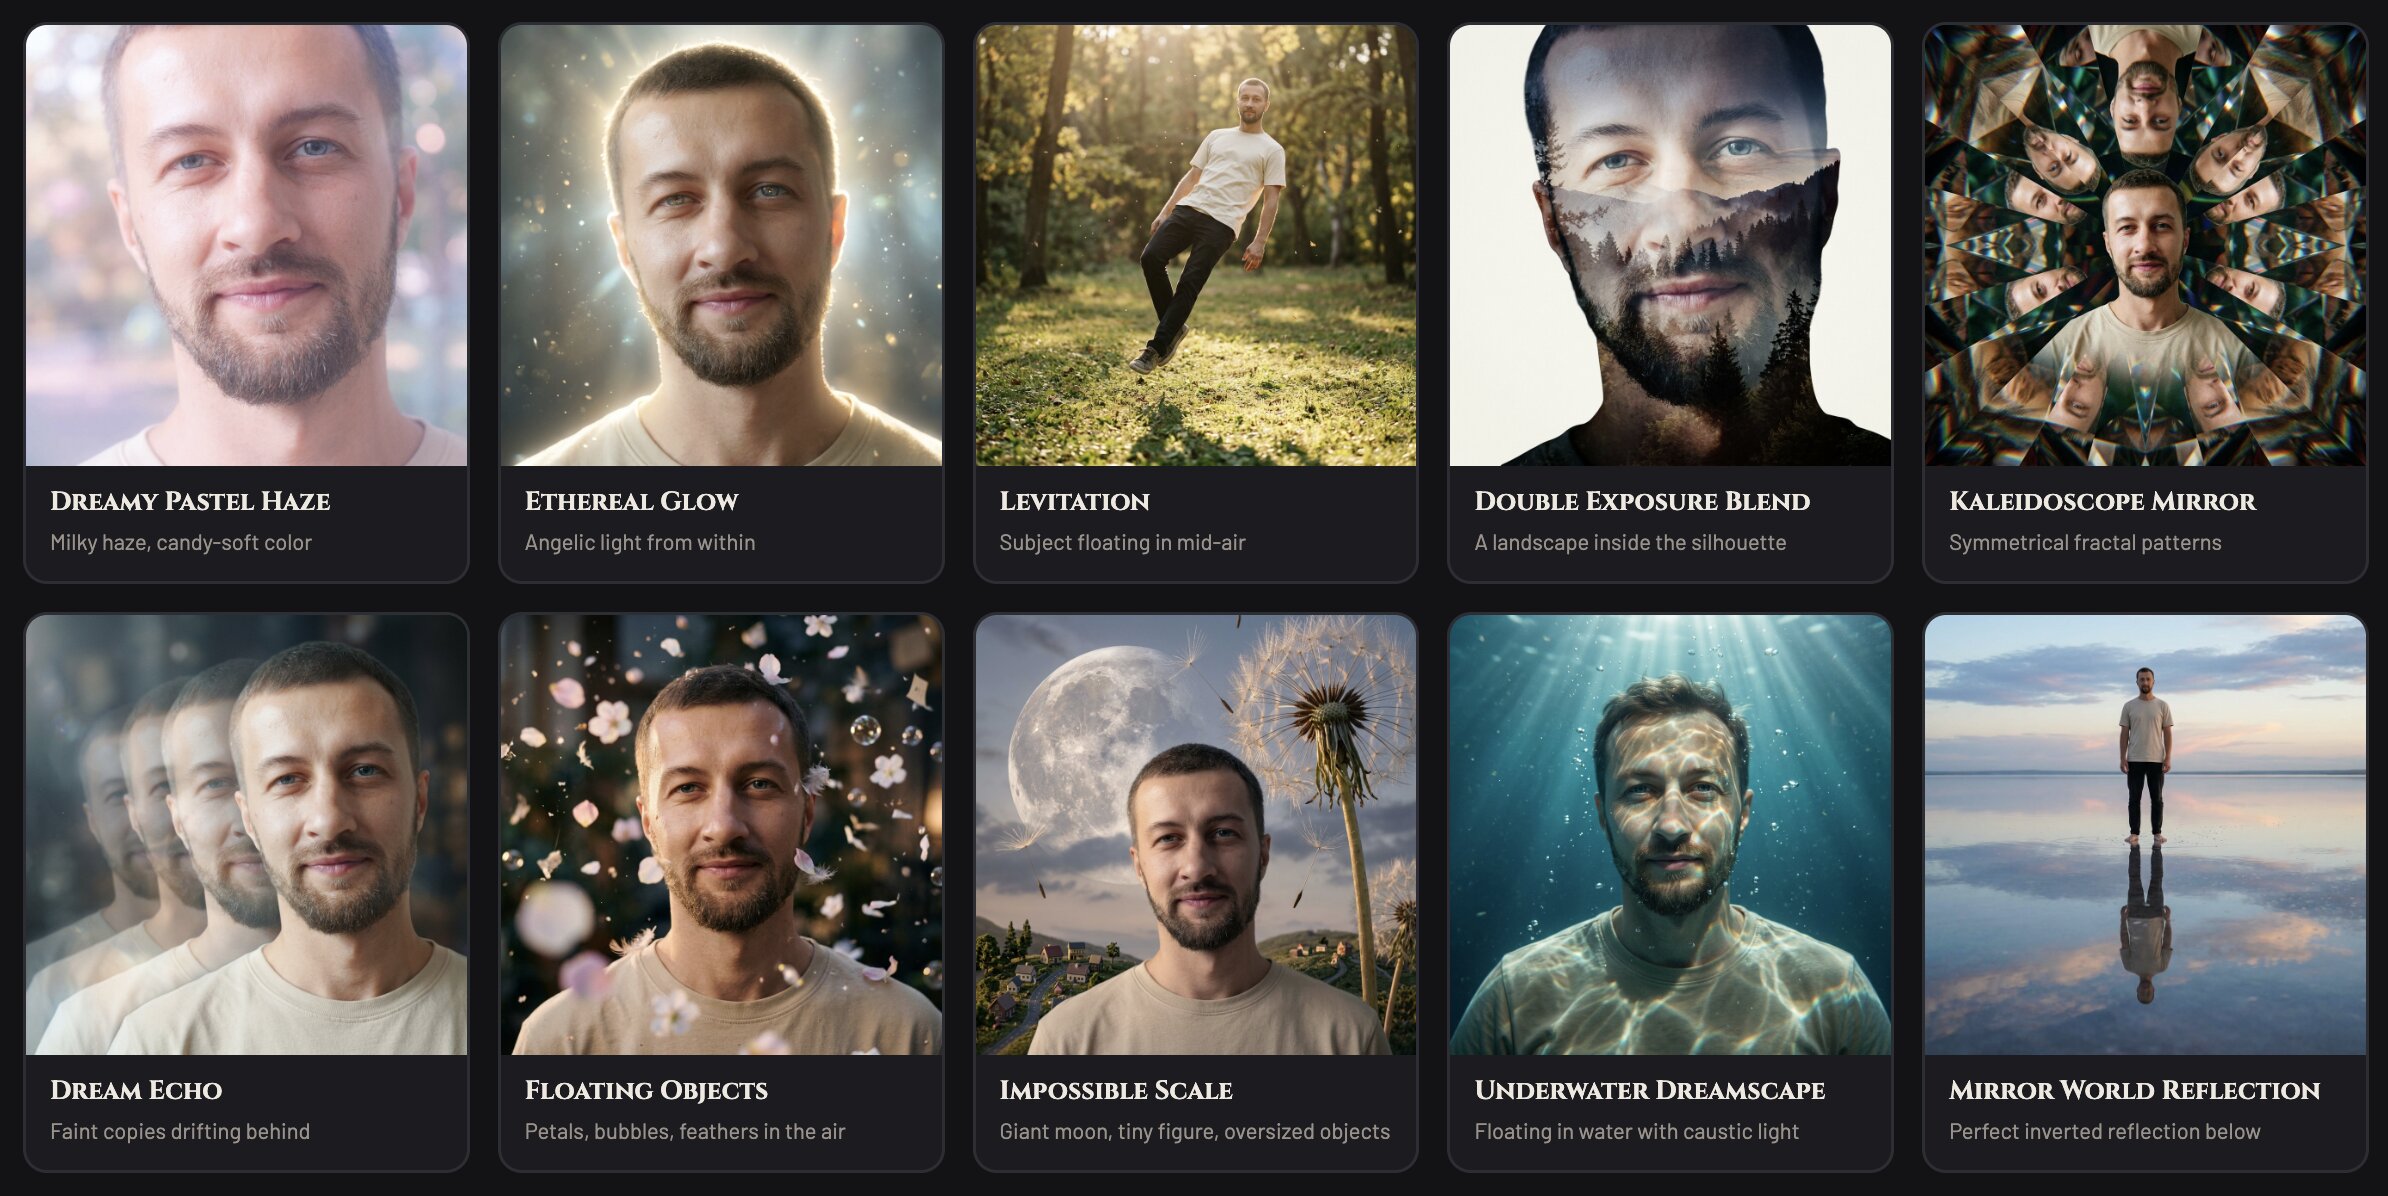 Dreamy Pastel Haze
Milky haze, candy-soft color
Ethereal Glow
Angelic light from within
Levitation
Subject floating in mid-air
Double Exposure Blend
A landscape inside the silhouette
Kaleidoscope Mirror
Symmetrical fractal patterns
Dream Echo
Faint copies drifting behind
Floating Objects
Petals, bubbles, feathers in the air
Impossible Scale
Giant moon, tiny figure, oversized objects
Underwater Dreamscape
Floating in water with caustic light
Mirror World Reflection
Perfect inverted reflection below